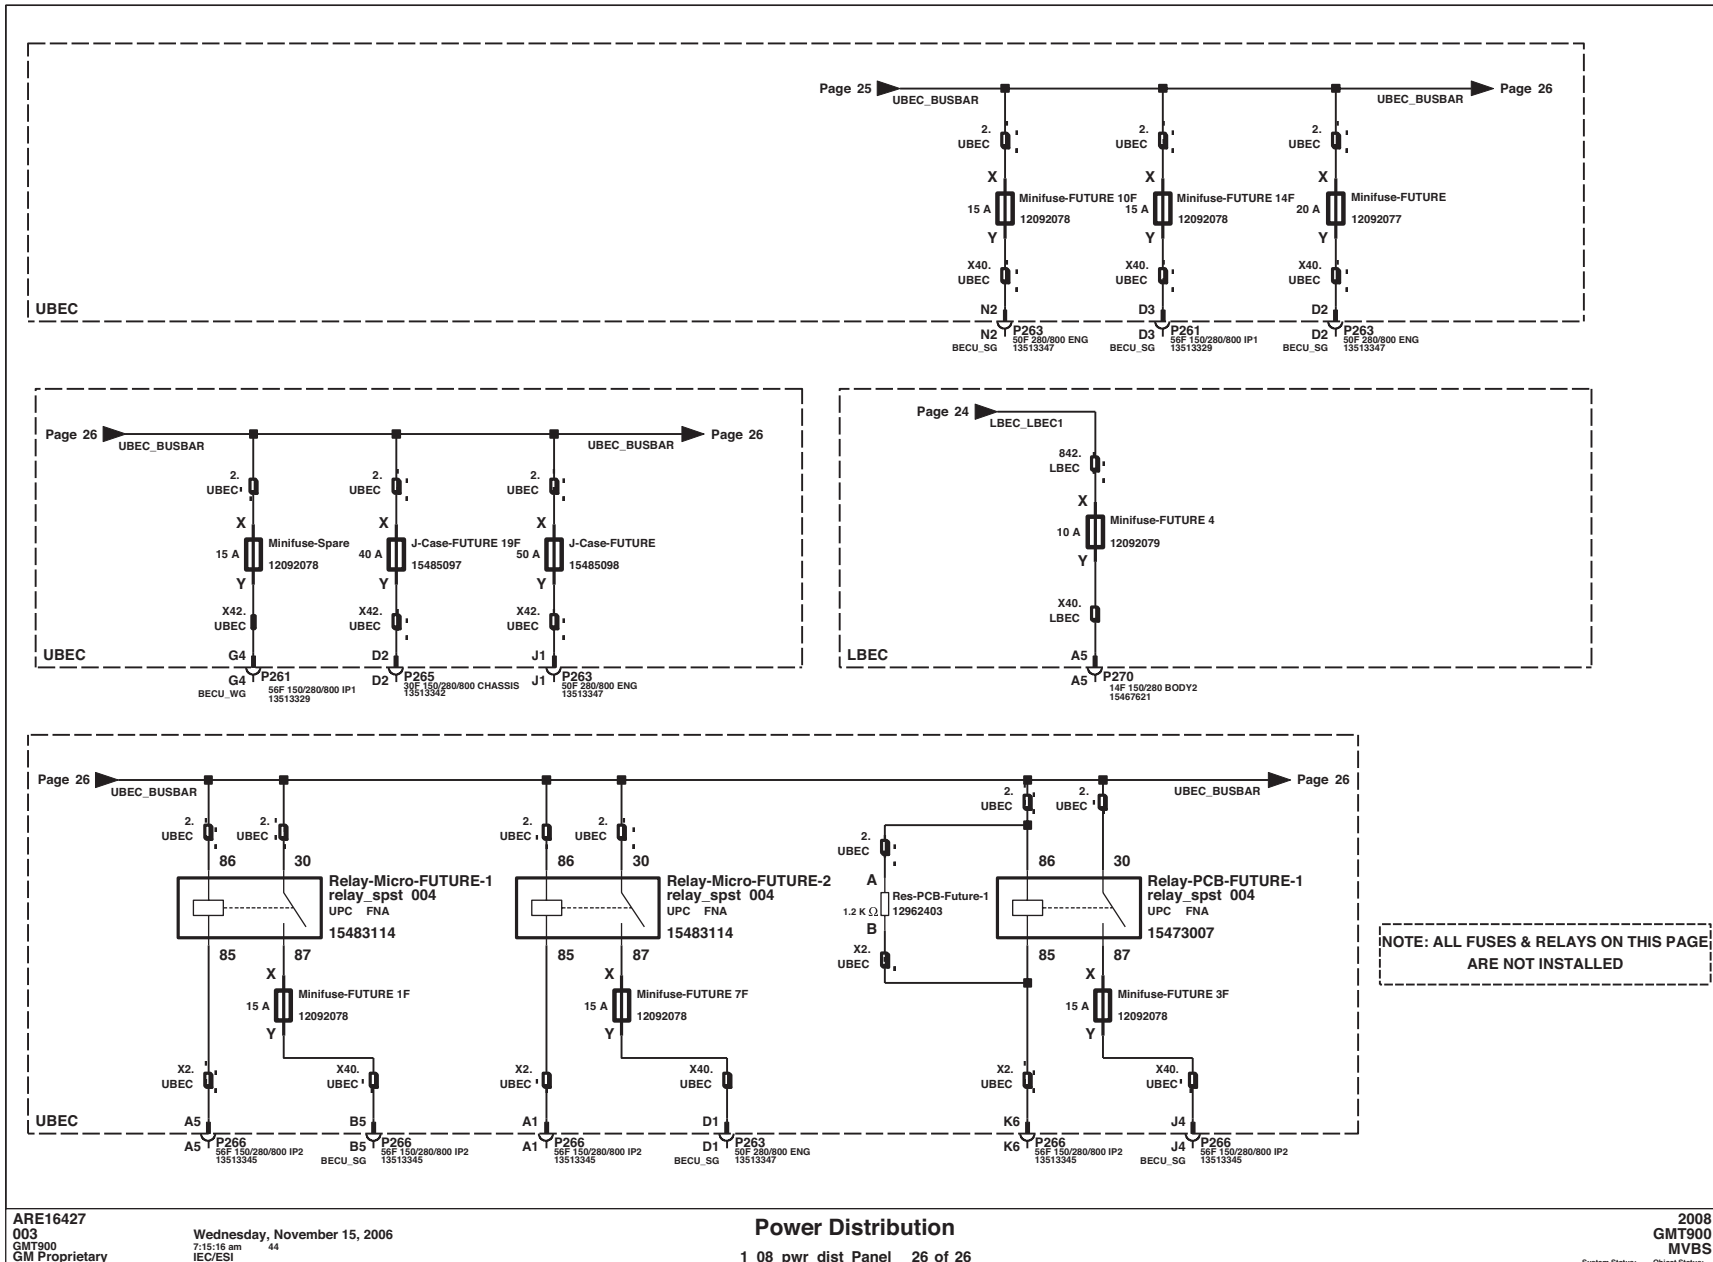 Page 25
UBEC_BUSBAR
UBEC_BUSBAR
Page 26
2.
UBEC
X
15 A
Minifuse-FUTURE 10F
12092078
Y
X40.
UBEC
N2
N2
P263
50F 280/800 ENG
13513347
BECU_SG
2.
UBEC
X
15 A
Minifuse-FUTURE 14F
12092078
Y
X40.
UBEC
D3
D3
P261
56F 150/280/800 IP1
13513329
BECU_SG
2.
UBEC
X
20 A
Minifuse-FUTURE
12092077
Y
X40.
UBEC
D2
D2
P263
50F 280/800 ENG
13513347
BECU_SG
UBEC
Page 26
UBEC_BUSBAR
UBEC_BUSBAR
Page 26
2.
UBEC
X
15 A
Minifuse-Spare
12092078
Y
X42.
UBEC
G4
G4
P261
56F 150/280/800 IP1
13513329
BECU_WG
2.
UBEC
X
40 A
J-Case-FUTURE 19F
15485097
Y
X42.
UBEC
D2
D2
P265
30F 150/280/800 CHASSIS
13513342
2.
UBEC
X
50 A
J-Case-FUTURE
15485098
Y
X42.
UBEC
J1
J1
P263
50F 280/800 ENG
13513347
UBEC
Page 24
LBEC_LBEC1
842.
LBEC
X
10 A
Minifuse-FUTURE 4
12092079
Y
X40.
LBEC
A5
A5
P270
14F 150/280 BODY2
15467621
LBEC
Page 26
UBEC_BUSBAR
UBEC_BUSBAR
Page 26
2.
UBEC
2.
UBEC
86
30
Relay-Micro-FUTURE-1
relay_spst 004
UPC FNA
15483114
85
87
X
15 A
Minifuse-FUTURE 1F
12092078
Y
X2.
UBEC
X40.
UBEC
A5
A5
P266
56F 150/280/800 IP2
13513345
B5
B5
P266
56F 150/280/800 IP2
13513345
BECU_SG
2.
UBEC
2.
UBEC
86
30
Relay-Micro-FUTURE-2
relay_spst 004
UPC FNA
15483114
85
87
X
15 A
Minifuse-FUTURE 7F
12092078
Y
X2.
UBEC
X40.
UBEC
A1
A1
P266
56F 150/280/800 IP2
13513345
D1
D1
P263
50F 280/800 ENG
13513347
BECU_SG
2.
UBEC
2.
UBEC
2.
UBEC
A
1.2 K Ω
Res-PCB-Future-1
12962403
B
X2.
UBEC
86
30
Relay-PCB-FUTURE-1
relay_spst 004
UPC FNA
15473007
85
87
X
15 A
Minifuse-FUTURE 3F
12092078
Y
X2.
UBEC
X40.
UBEC
K6
K6
P266
56F 150/280/800 IP2
13513345
J4
J4
P266
56F 150/280/800 IP2
13513345
BECU_SG
UBEC
NOTE: ALL FUSES & RELAYS ON THIS PAGE
ARE NOT INSTALLED
ARE16427
003
GMT900
GM Proprietary
Wednesday, November 15, 2006
7:15:16 am 44
IEC/ESI
Power Distribution
1_08_pwr_dist_Panel 26 of 26
2008
GMT900
MVBS